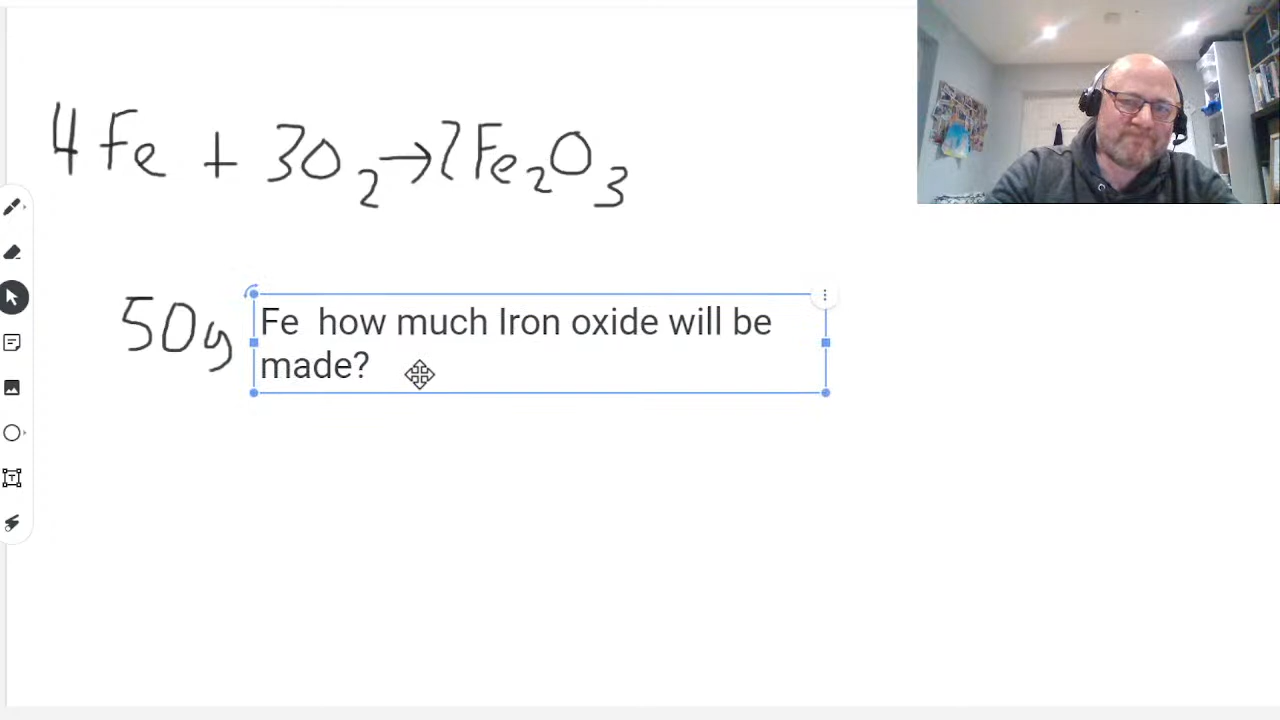 4Fe + 3O₂→2Fe₂O₃
50g Fe how much Iron oxide will be
made?